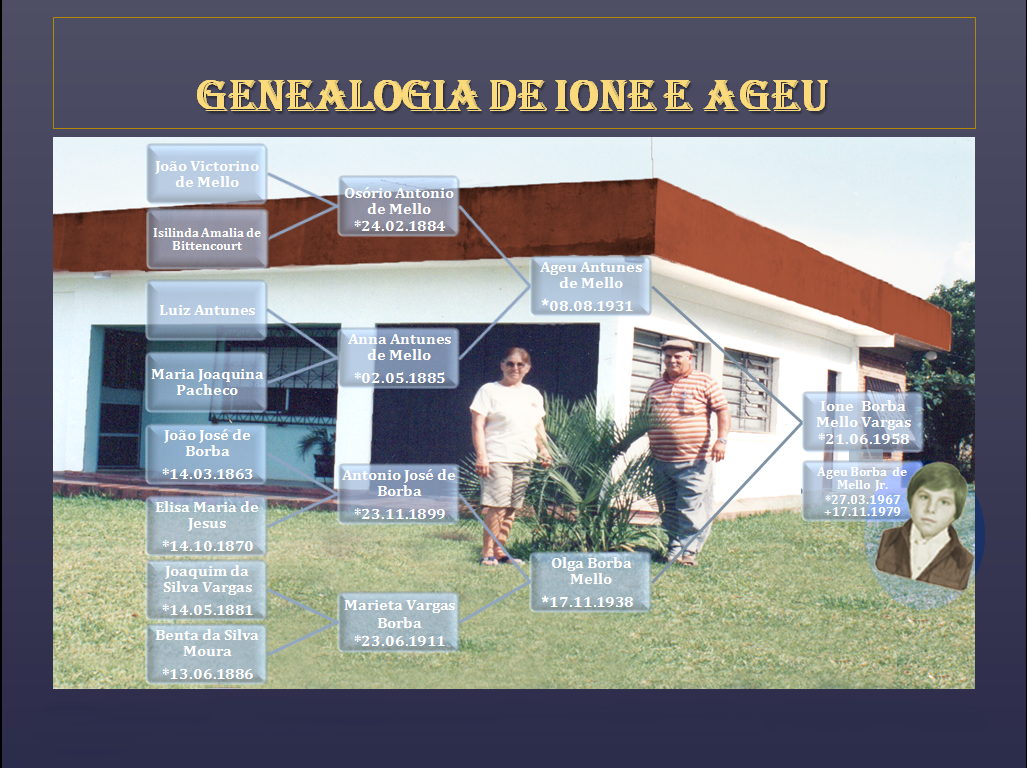 GENEALOGIA DE IONE E AGEU
João Victorino
de Mello
Isilinda Amalia de
Bittencourt
Luiz Antunes
Maria Joaquina
Pacheco
João José de
Borba
*14.03.1863
Elisa Maria de
Jesus
*14.10.1870
Joaquim da
Silva Vargas
*14.05.1881
Benta da Silva
Moura
*13.06.1886
Osório Antonio
de Mello
*24.02.1884
Anna Antunes
de Mello
*02.05.1885
Antonio José de
Borba
*23.11.1899
Marieta Vargas
Borba
*23.06.1911
Ageu Antunes
de Mello
*08.08.1931
Olga Borba
Mello
*17.11.1938
Ione Borba
Mello Vargas
*21.06.1958
Ageu Borba de
Mello Jr.
*27.03.1967
+17.11.1979